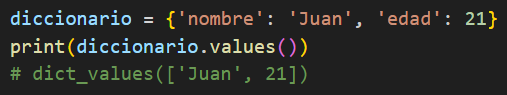 diccionario = {'nombre': 'Juan', 'edad': 21}
print(diccionario.values())
# dict_values(['Juan', 21])